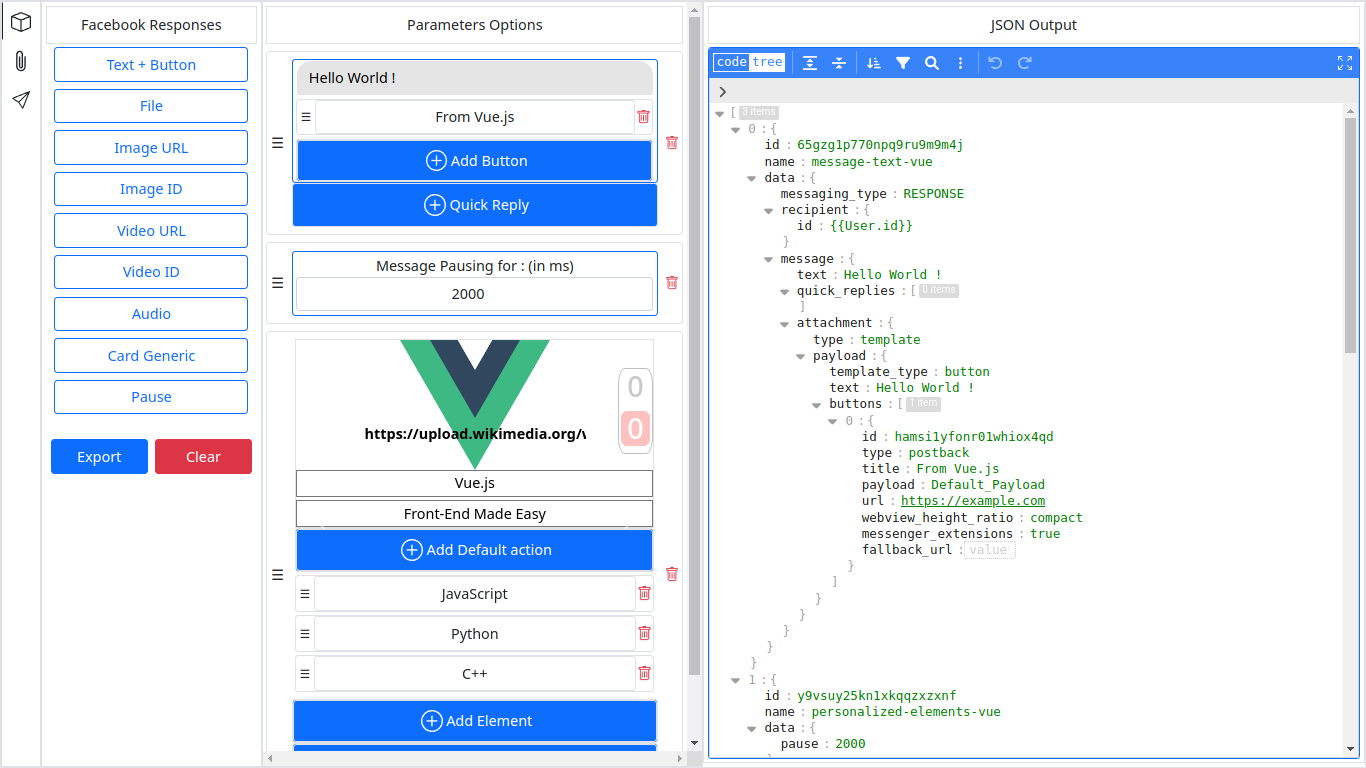 Facebook Responses
Text + Button
File
Image URL
Image ID
Video URL
Video ID
Audio
Card Generic
Pause
Export Clear
Parameters Options
Hello World !
From Vue.js
Add Button
Quick Reply
Message Pausing for : (in ms)
2000
0
0
https://upload.wikimedia.org/
Vue.js
Front-End Made Easy
Add Default action
JavaScript
Python
C++
Add Element
JSON Output
code tree
[ 3 items
0 : {
id : 65gzg1p770npq9ru9m9m4j
name : message-text-vue
data : {
messaging_type : RESPONSE
recipient : {
id : {{User.id}}
}
message : {
text : Hello World !
quick_replies : [ 0 items
]
attachment : {
type : template
payload : {
template_type : button
text : Hello World !
buttons : [ 1 item
0 : {
id : hamsi1yfonr01whiox4qd
type : postback
title : From Vue.js
payload : Default_Payload
url : https://example.com
webview_height_ratio : compact
messenger_extensions : true
fallback_url : value
}
]
}
}
}
}
}
1 : {
id : y9vsuy25kn1xkqqzxzxnf
name : personalized-elements-vue
data : {
pause : 2000